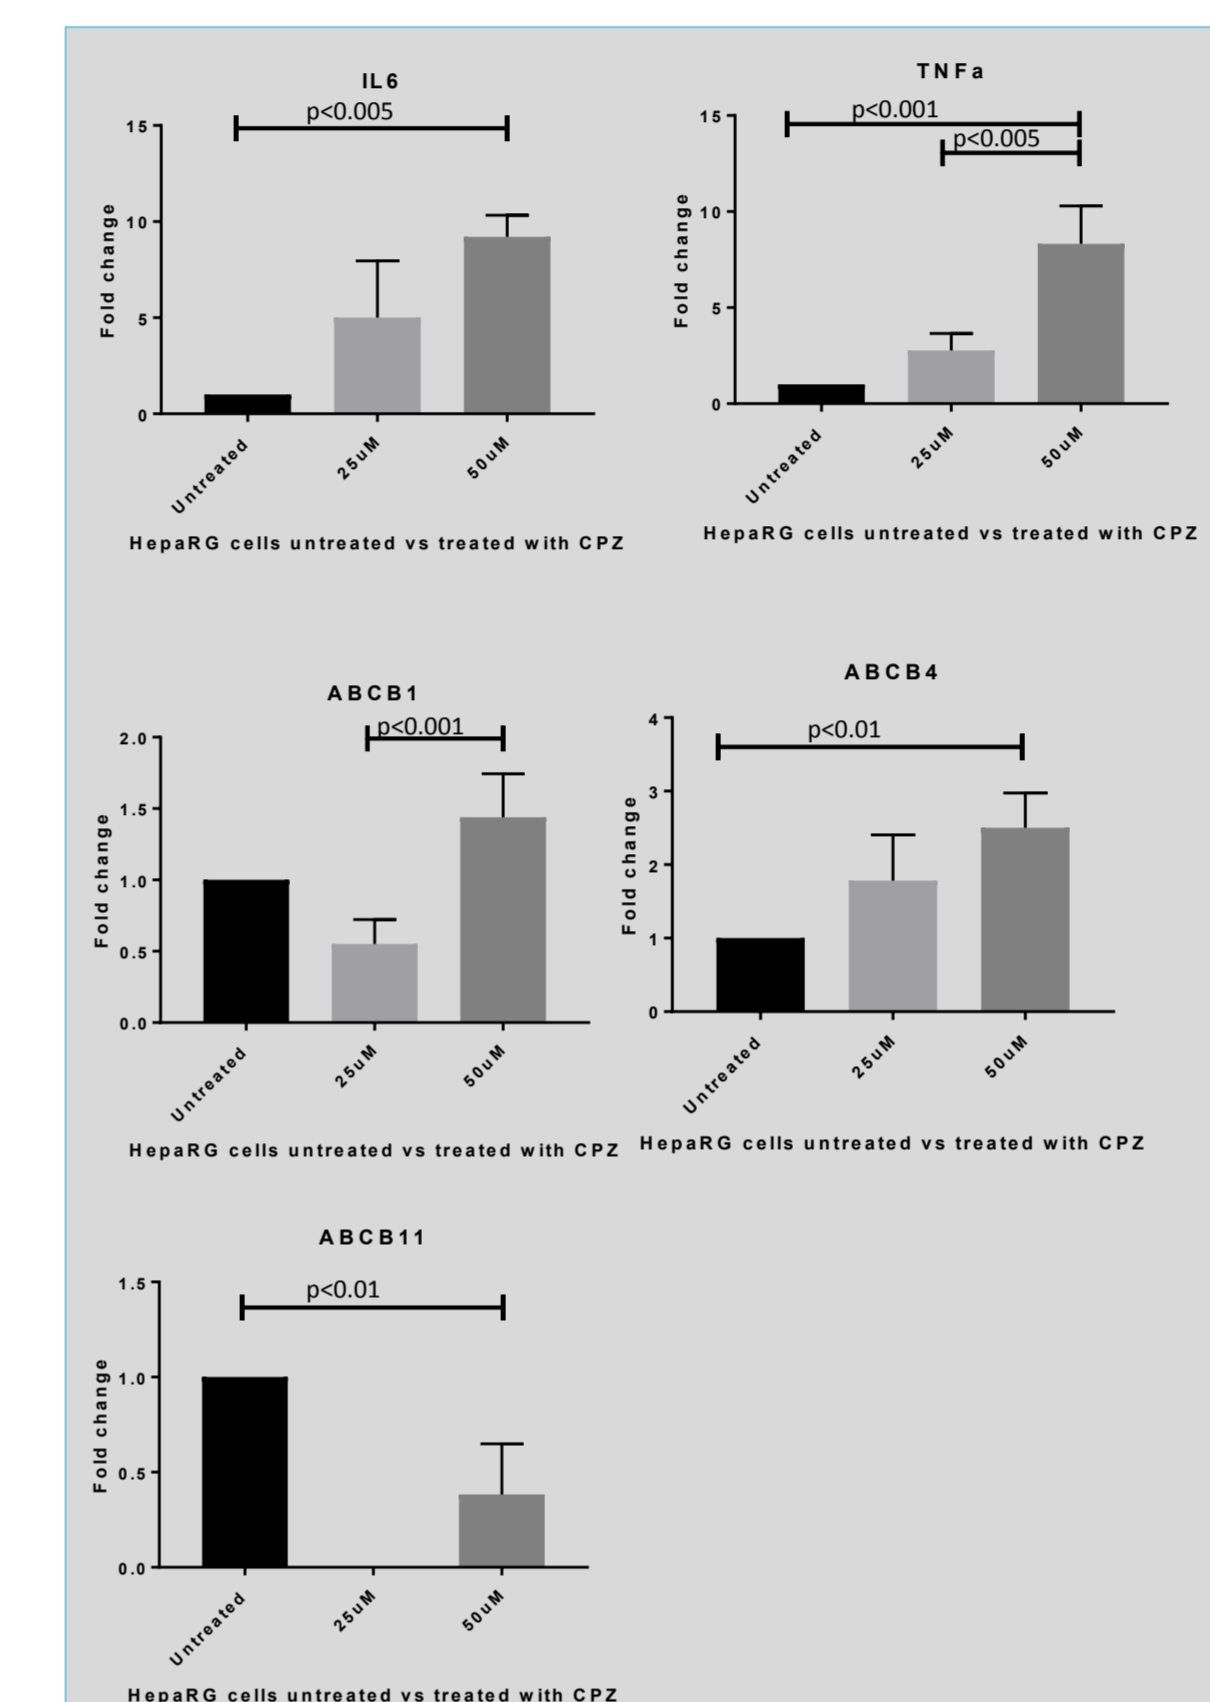 IL6
p<0.005
15
10
5
0
Fold change
Untreated
25uM
50uM
HepaRG cells untreated vs treated with CPZ
TNFa
p<0.001
p<0.005
15
10
5
0
Fold change
Untreated
25uM
50uM
HepaRG cells untreated vs treated with CPZ
ABCB1
p<0.001
2.0
1.5
1.0
0.5
0.0
Fold change
Untreated
25uM
50uM
HepaRG cells untreated vs treated with CPZ
ABCB4
p<0.01
4
3
2
1
0
Fold change
Untreated
25uM
50uM
HepaRG cells untreated vs treated with CPZ
ABCB11
p<0.01
1.5
1.0
0.5
0.0
Fold change
Untreated
25uM
50uM
HepaRG cells untreated vs treated with CPZ